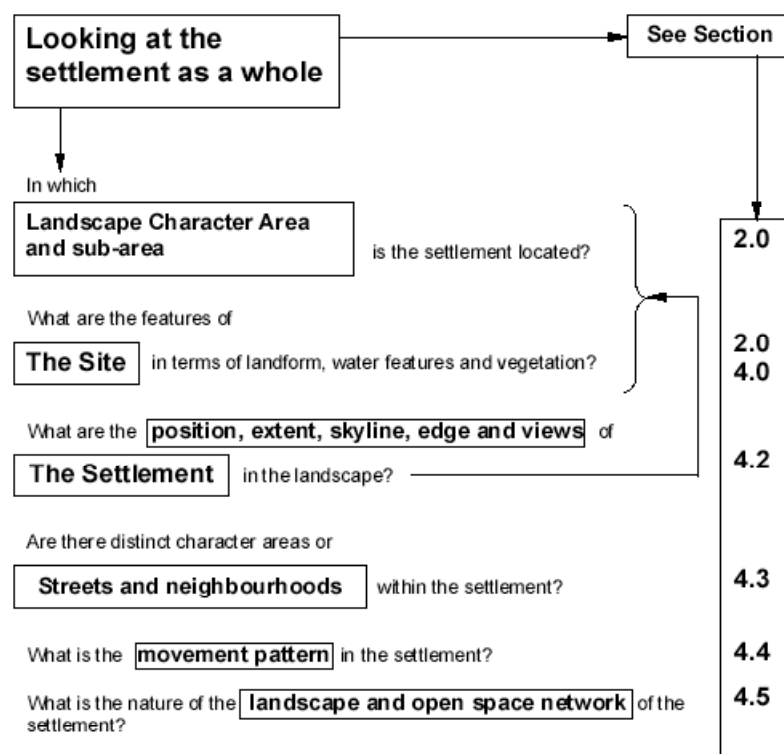 Looking at the
settlement as a whole
See Section
In which
Landscape Character Area
and sub-area
is the settlement located?
2.0
What are the features of
The Site in terms of landform, water features and vegetation?
2.0
4.0
What are the position, extent, skyline, edge and views of
The Settlement in the landscape?
4.2
Are there distinct character areas or
Streets and neighbourhoods within the settlement?
4.3
What is the movement pattern in the settlement?
4.4
What is the nature of the landscape and open space network of the
settlement?
4.5